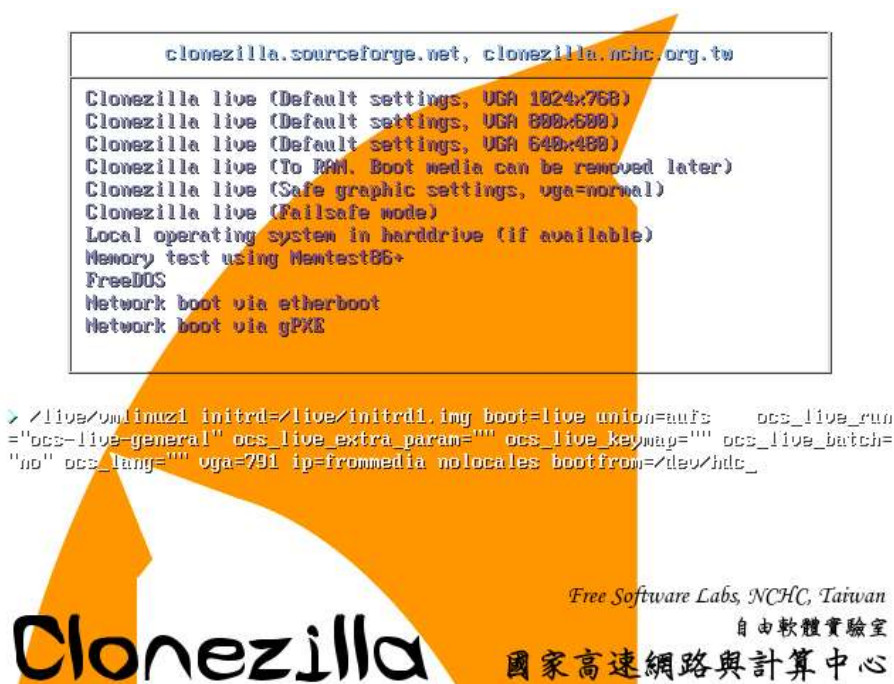 clonezilla.sourceforge.net, clonezilla.nchc.org.tw
Clonezilla live (Default settings, VGA 1024x768)
Clonezilla live (Default settings, VGA 800x600)
Clonezilla live (Default settings, VGA 640x480)
Clonezilla live (To RAM. Boot media can be removed later)
Clonezilla live (Safe graphic settings, vga=normal)
Clonezilla live (Failsafe mode)
Local operating system in harddrive (if available)
Memory test using Memtest86+
FreeDOS
Network boot via etherboot
Network boot via gPXE
> /live/vmlinuz1 initrd=/live/initrd1.img boot=live union=aufs    ocs_live_run
="ocs-live-general" ocs_live_extra_param="" ocs_live_keymap="" ocs_live_batch=
"no" ocs_lang="" vga=791 ip=frommedia nolocales bootfrom=/dev/hdc_
Free Software Labs, NCHC, Taiwan
自由軟體實驗室
Clonezilla
國家高速網路與計算中心